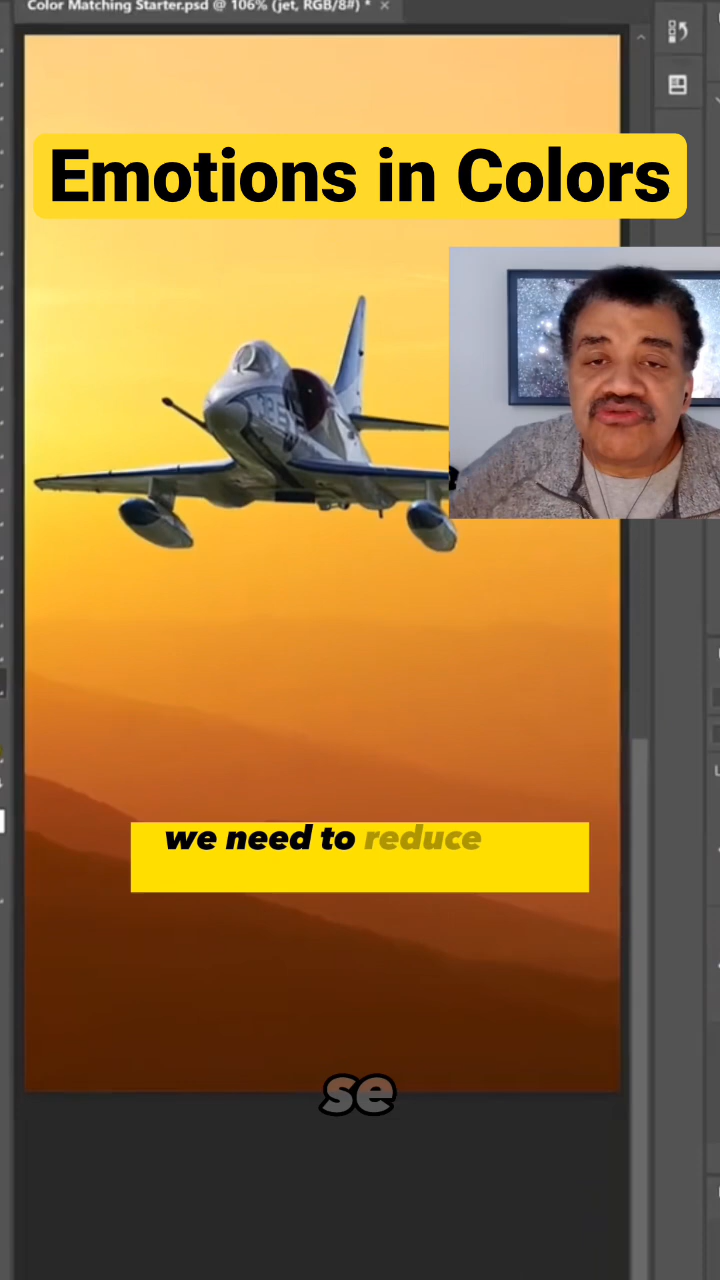 Color Matching Starter.psd @ 106% (jet, RGB/8#) * ×
Emotions in Colors
we need to reduce
se